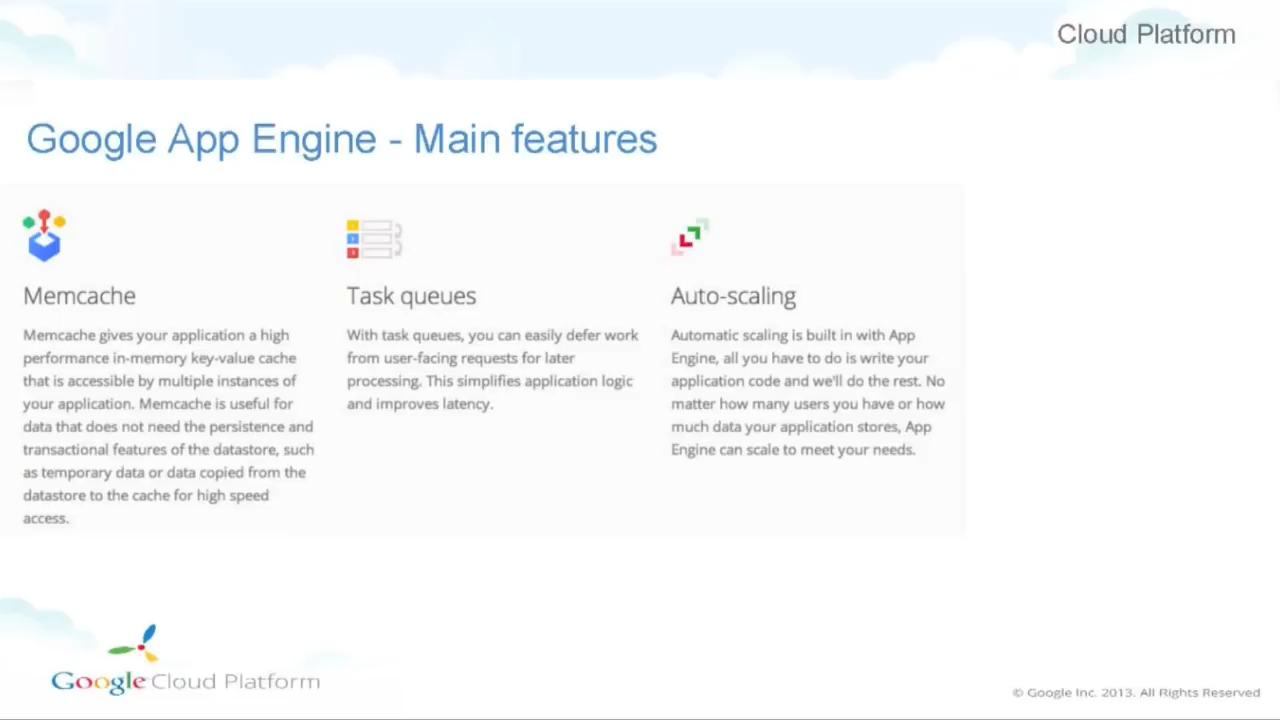 Cloud Platform
Google App Engine - Main features
Memcache
Memcache gives your application a high
performance in-memory key-value cache
that is accessible by multiple instances of
your application. Memcache is useful for
data that does not need the persistence and
transactional features of the datastore, such
as temporary data or data copied from the
datastore to the cache for high speed
access.
Task queues
With task queues, you can easily defer work
from user-facing requests for later
processing. This simplifies application logic
and improves latency.
Auto-scaling
Automatic scaling is built in with App
Engine, all you have to do is write your
application code and we'll do the rest. No
matter how many users you have or how
much data your application stores, App
Engine can scale to meet your needs.
Google Cloud Platform
© Google Inc. 2013. All Rights Reserved